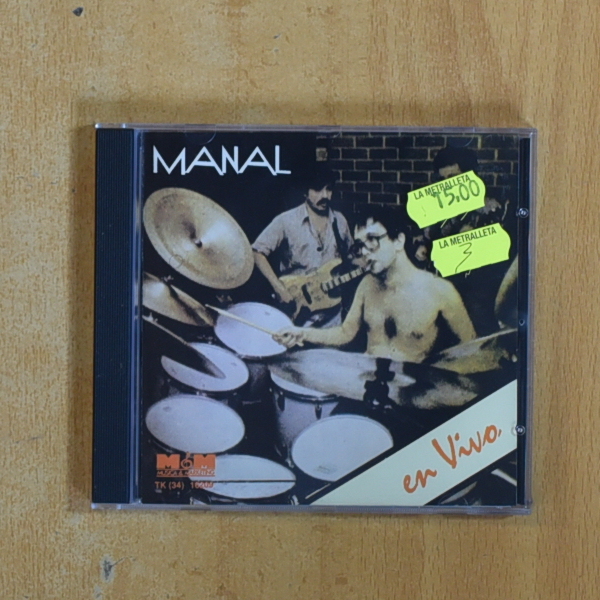 MANAL
LA METRALLETA
15,00
LA METRALLETA
3
en Vivo
M&M
TK (34)